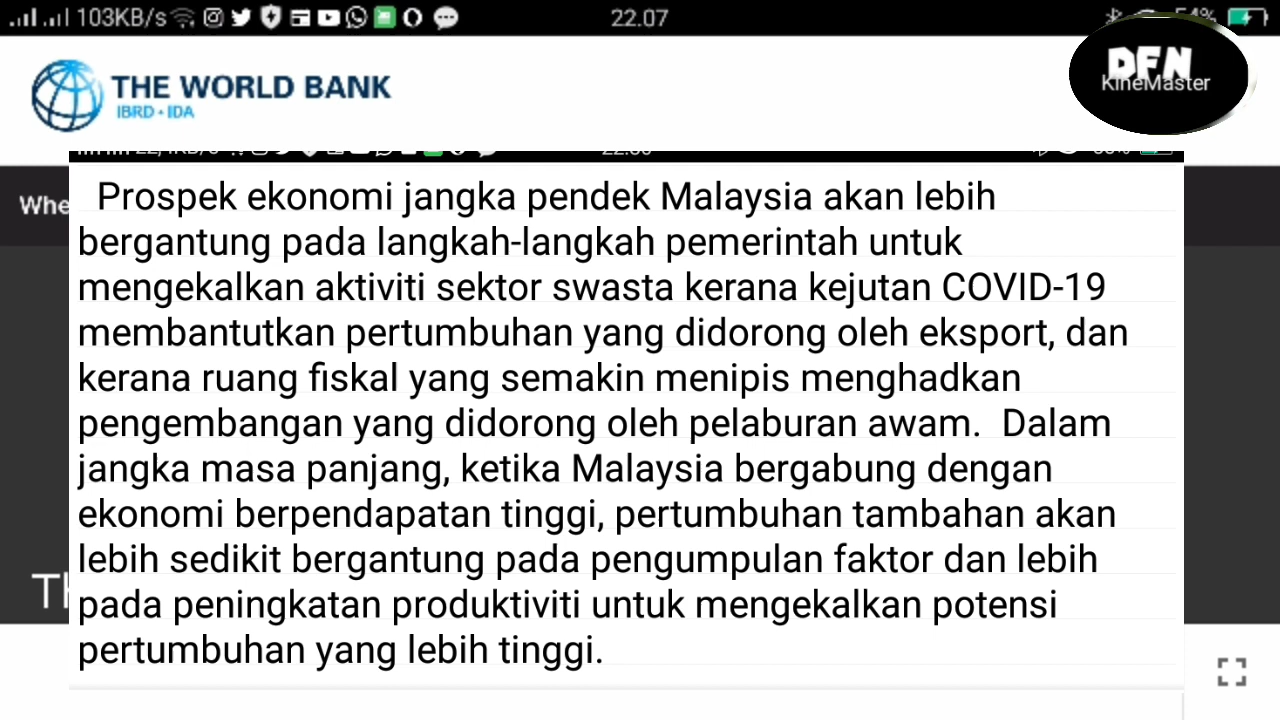 103KB/s 22.07 54%
DFN
KineMaster
THE WORLD BANK
IBRD • IDA
Whe
Prospek ekonomi jangka pendek Malaysia akan lebih
bergantung pada langkah-langkah pemerintah untuk
mengekalkan aktiviti sektor swasta kerana kejutan COVID-19
membantutkan pertumbuhan yang didorong oleh eksport, dan
kerana ruang fiskal yang semakin menipis menghadkan
pengembangan yang didorong oleh pelaburan awam. Dalam
jangka masa panjang, ketika Malaysia bergabung dengan
ekonomi berpendapatan tinggi, pertumbuhan tambahan akan
lebih sedikit bergantung pada pengumpulan faktor dan lebih
Th
pada peningkatan produktiviti untuk mengekalkan potensi
pertumbuhan yang lebih tinggi.